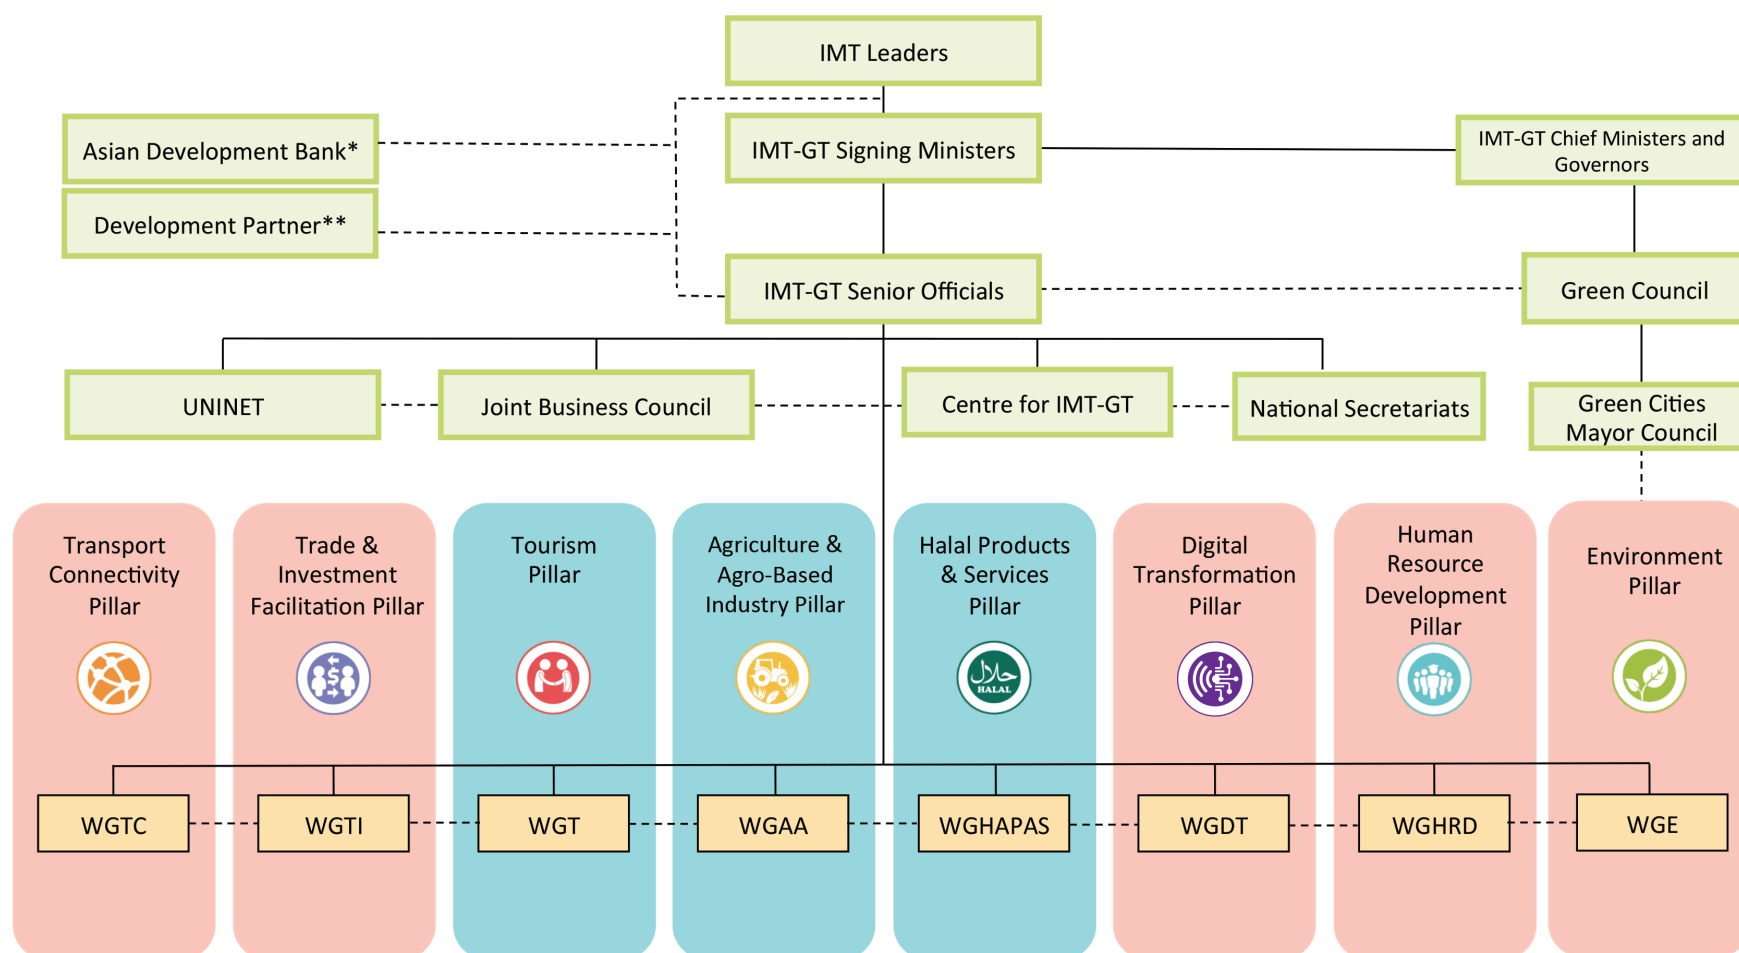 IMT Leaders
Asian Development Bank*
IMT-GT Signing Ministers
IMT-GT Chief Ministers and
Governors
Development Partner**
IMT-GT Senior Officials
Green Council
UNINET
Joint Business Council
Centre for IMT-GT
National Secretariats
Green Cities
Mayor Council
Transport
Connectivity
Pillar
Trade &
Investment
Facilitation Pillar
Tourism
Pillar
Agriculture &
Agro-Based
Industry Pillar
Halal Products
& Services
Pillar
Digital
Transformation
Pillar
Human
Resource
Development
Pillar
Environment
Pillar
$
حلال
HALAL
WGTC
WGTI
WGT
WGAA
WGHAPAS
WGDT
WGHRD
WGE